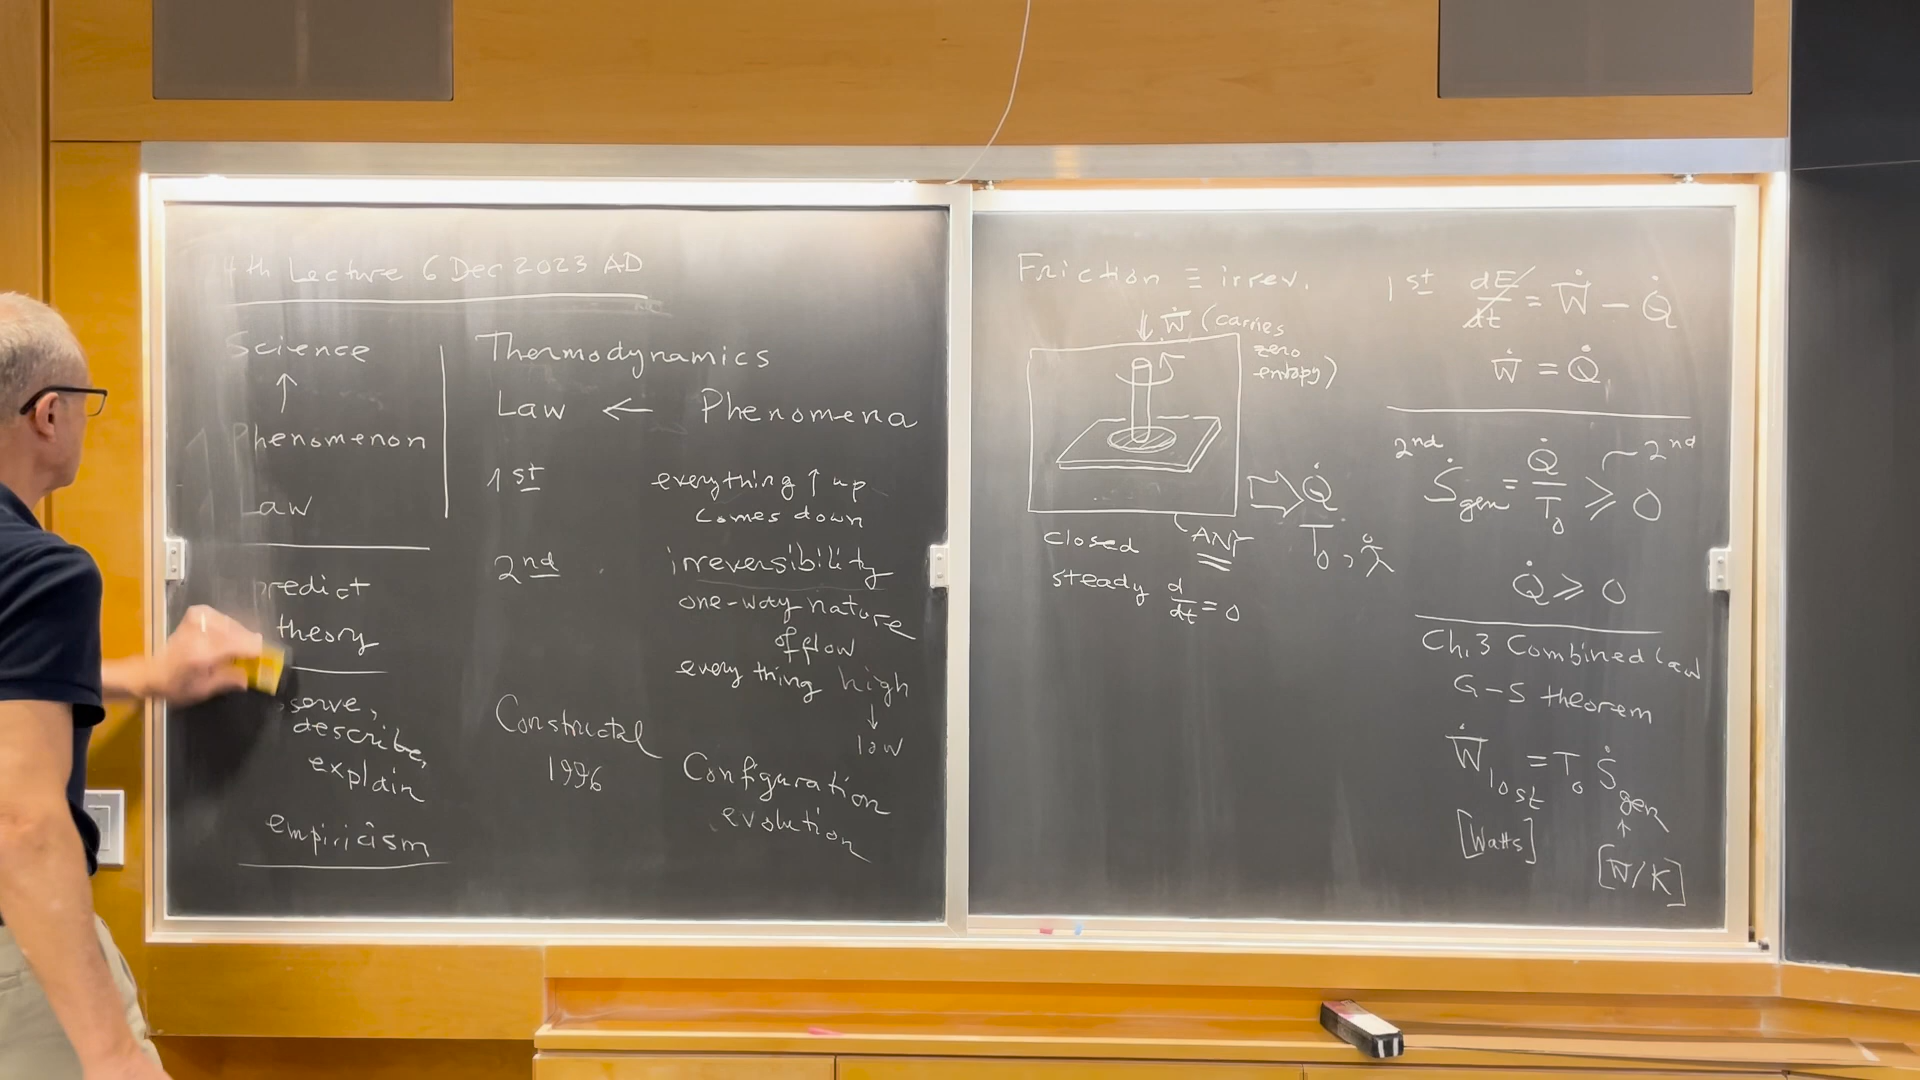 4th Lecture 6 Dec 2023 AD
Science
↑
Phenomenon
Law
predict
theory
serve,
describe,
explain
empiricism
Thermodynamics
Law ← Phenomena
1st everything ↑ up
comes down
2nd irreversibility
one-way nature
of flow
every thing high
↓
low
Constructal
1996
Configuration
evolution
Friction ≡ irrev.
Ẇ (carries
zero
entropy)
Q̇
T₀,
ANY
closed
steady d/dt = 0
1st dE/dt = Ẇ − Q̇
Ẇ = Q̇
2nd Ṡgen = Q̇/T₀ ⩾ 0 2nd
Q̇ ⩾ 0
Ch.3 Combined Law
G-S theorem
Ẇlost = T₀ Ṡgen
↑
[Watts] [W/K]